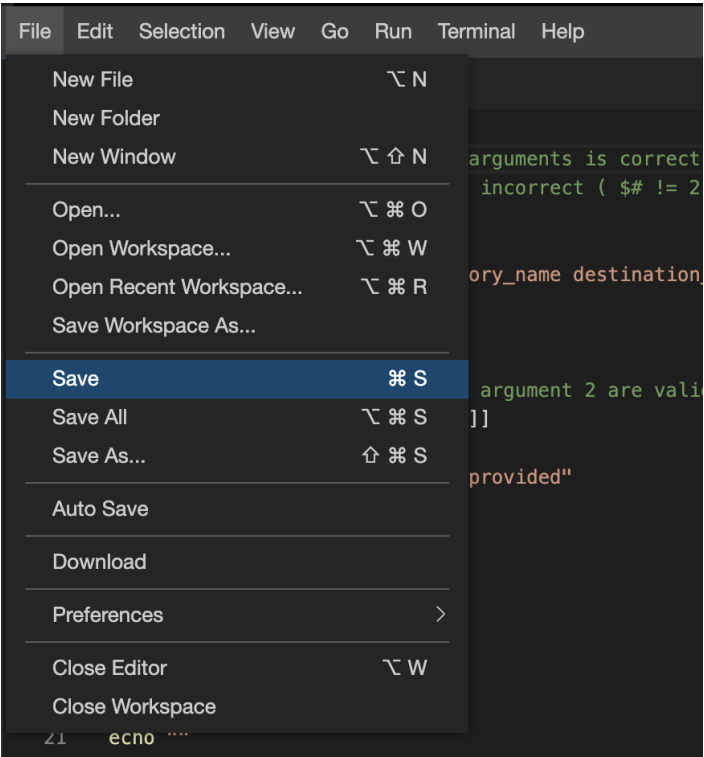 File Edit Selection View Go Run Terminal Help
New File ⌥ N
New Folder
New Window ⌥ ⇧ N
arguments is correct
incorrect ( $# != 2
Open... ⌥ ⌘ O
Open Workspace... ⌥ ⌘ W
ory_name destination_
Open Recent Workspace... ⌥ ⌘ R
Save Workspace As...
Save ⌘ S
argument 2 are vali
Save All ⌥ ⌘ S
]]
Save As... ⇧ ⌘ S
provided"
Auto Save
Download
Preferences >
Close Editor ⌥ W
Close Workspace
21 echo ""